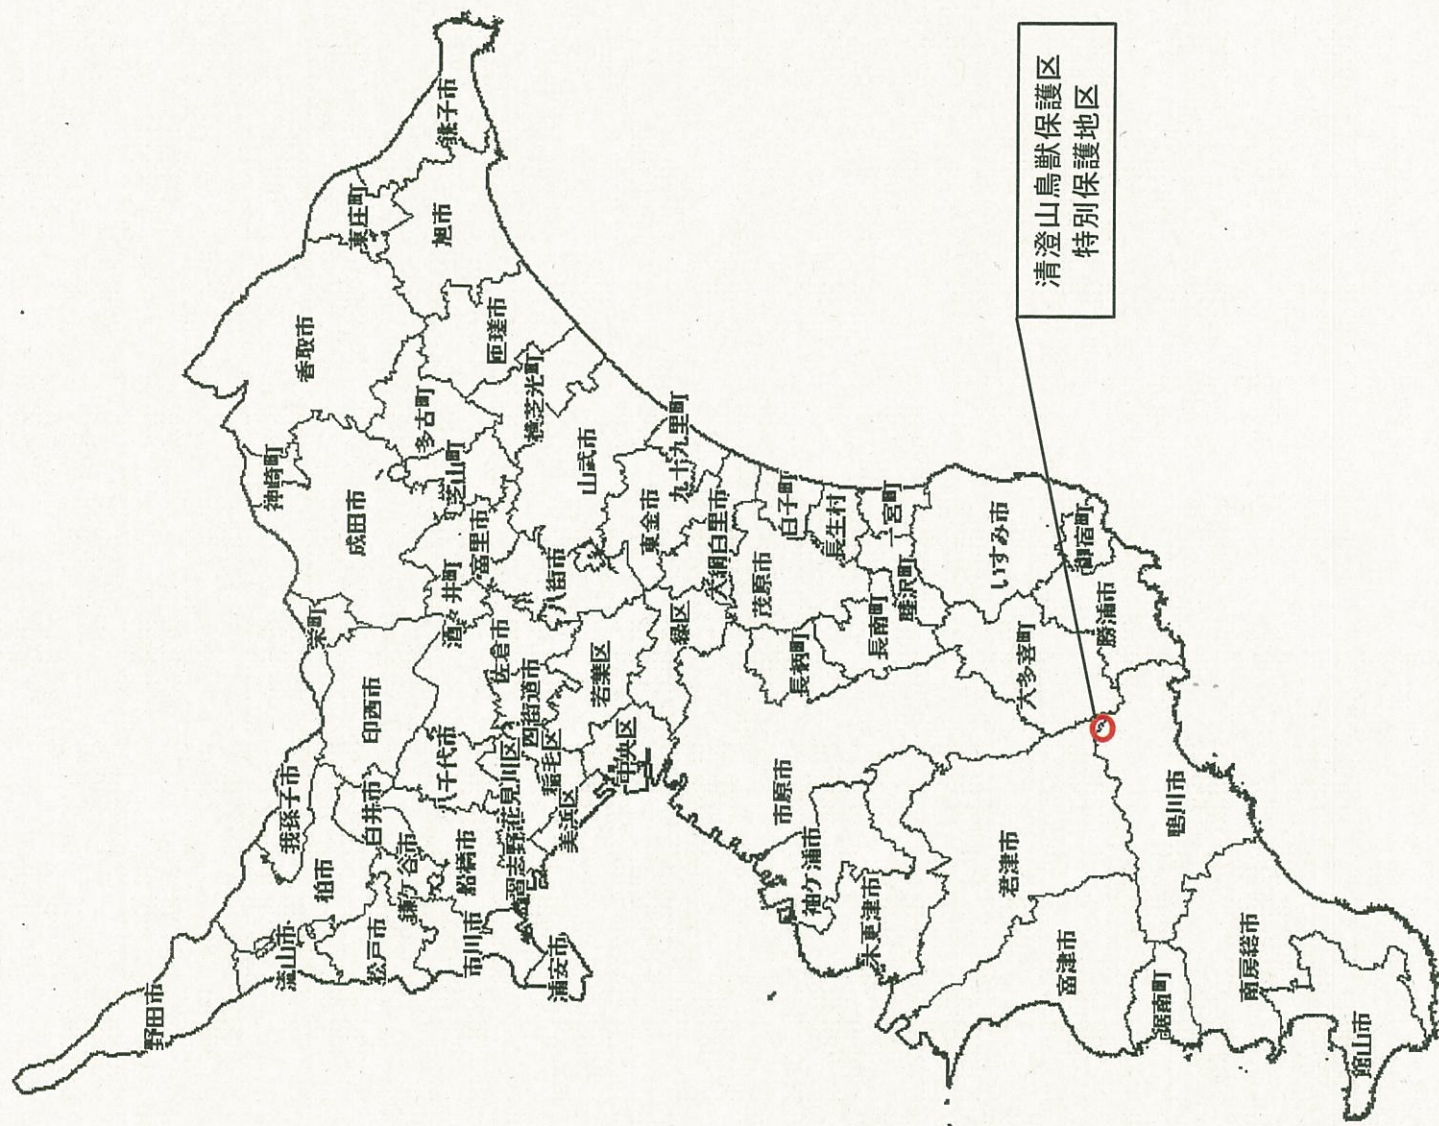 清澄山鳥獣保護区
特別保護地区
野田市
流山市
柏市
我孫子市
松戸市
鎌ケ谷市
白井市
印西市
栄町
成田市
神崎町
香取市
東庄町
銚子市
旭市
匝瑳市
多古町
芝山町
横芝光町
山武市
富里市
酒々井町
八街市
佐倉市
四街道市
八千代市
船橋市
市川市
浦安市
習志野
花見川区
稲毛区
美浜区
中央区
若葉区
緑区
東金市
九十九里町
大網白里市
茂原市
白子町
長生村
一宮町
睦沢町
長南町
長柄町
市原市
袖ケ浦市
木更津市
君津市
富津市
大多喜町
いすみ市
御宿町
勝浦市
鴨川市
鋸南町
南房総市
館山市